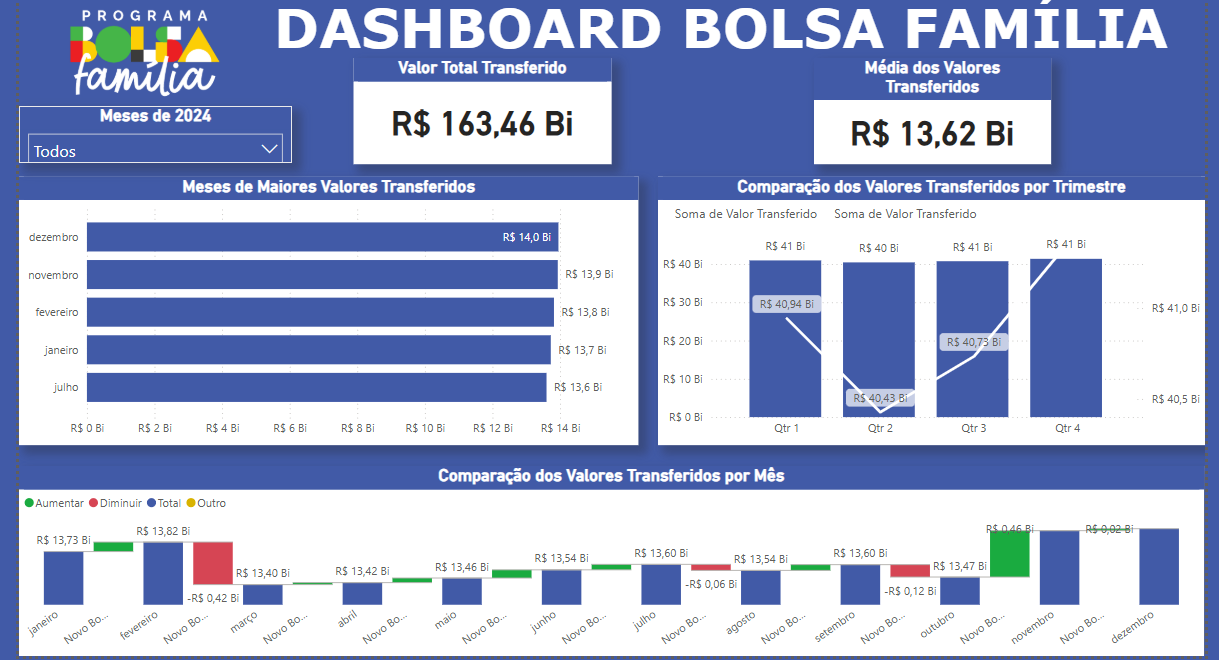 PROGRAMA
BOLSA
família
DASHBOARD BOLSA FAMÍLIA
Valor Total Transferido
R$ 163,46 Bi
Média dos Valores
Transferidos
R$ 13,62 Bi
Meses de 2024
Todos
Meses de Maiores Valores Transferidos
dezembro
R$ 14,0 Bi
novembro
R$ 13,9 Bi
fevereiro
R$ 13,8 Bi
janeiro
R$ 13,7 Bi
julho
R$ 13,6 Bi
R$ 0 Bi R$ 2 Bi R$ 4 Bi R$ 6 Bi R$ 8 Bi R$ 10 Bi R$ 12 Bi R$ 14 Bi
Comparação dos Valores Transferidos por Trimestre
Soma de Valor Transferido Soma de Valor Transferido
R$ 41 Bi R$ 40 Bi R$ 41 Bi R$ 41 Bi
R$ 40 Bi
R$ 30 Bi
R$ 20 Bi
R$ 10 Bi
R$ 0 Bi
R$ 40,94 Bi
R$ 40,43 Bi
R$ 40,73 Bi
R$ 41,0 Bi
R$ 40,5 Bi
Qtr 1 Qtr 2 Qtr 3 Qtr 4
Comparação dos Valores Transferidos por Mês
Aumentar Diminuir Total Outro
R$ 13,73 Bi R$ 13,82 Bi -R$ 0,42 Bi R$ 13,40 Bi R$ 13,42 Bi R$ 13,46 Bi R$ 13,54 Bi R$ 13,60 Bi -R$ 0,06 Bi R$ 13,54 Bi R$ 13,60 Bi -R$ 0,12 Bi R$ 13,47 Bi R$ 0,46 Bi R$ 0,02 Bi
janeiro Novo Bo... fevereiro Novo Bo... março Novo Bo... abril Novo Bo... maio Novo Bo... junho Novo Bo... julho Novo Bo... agosto Novo Bo... setembro Novo Bo... outubro Novo Bo... novembro Novo Bo... dezembro